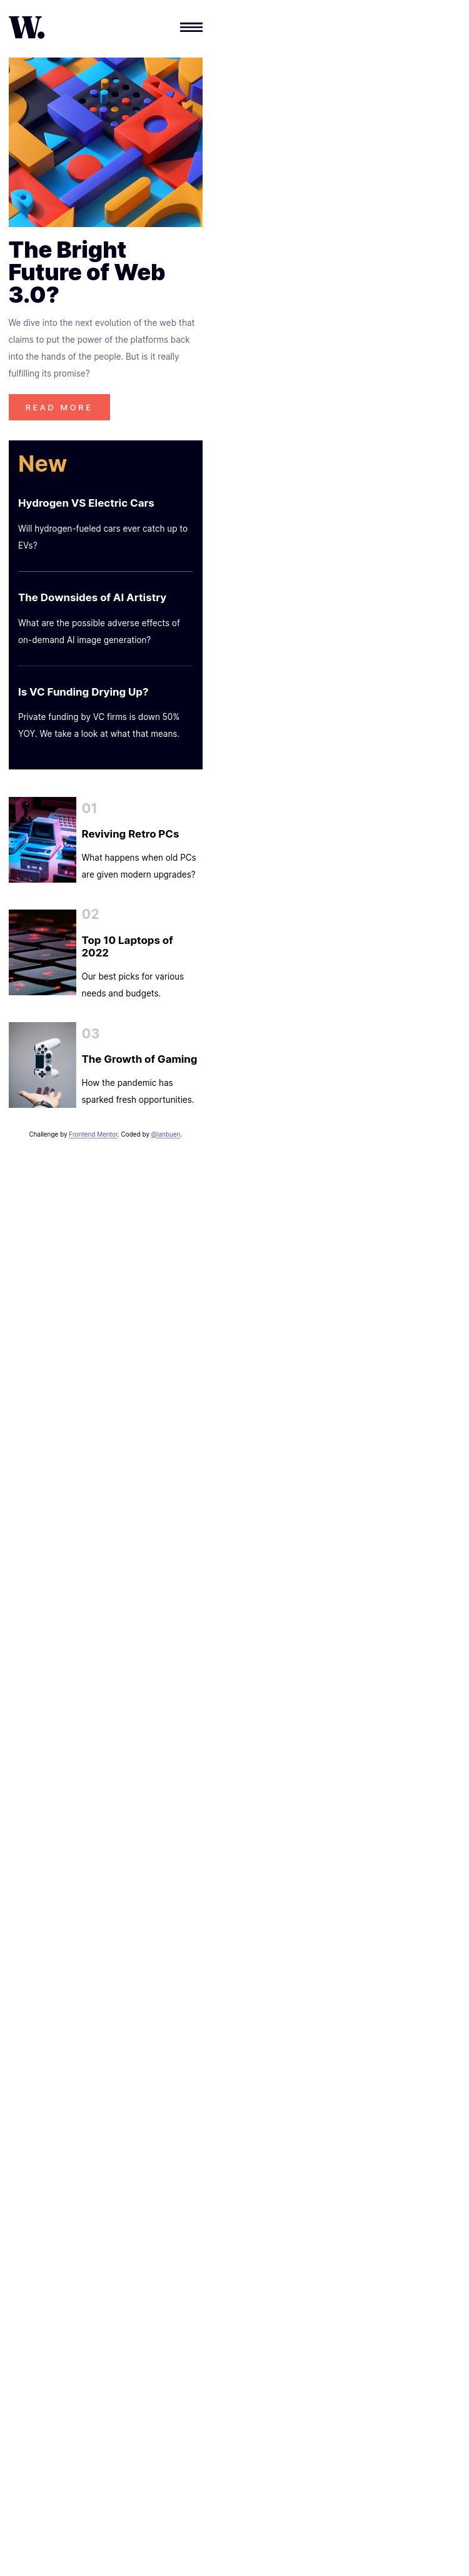 W.
The Bright
Future of Web
3.0?
We dive into the next evolution of the web that
claims to put the power of the platforms back
into the hands of the people. But is it really
fulfilling its promise?
READ MORE
New
Hydrogen VS Electric Cars
Will hydrogen-fueled cars ever catch up to
EVs?
The Downsides of AI Artistry
What are the possible adverse effects of
on-demand AI image generation?
Is VC Funding Drying Up?
Private funding by VC firms is down 50%
YOY. We take a look at what that means.
01
Reviving Retro PCs
What happens when old PCs
are given modern upgrades?
02
Top 10 Laptops of
2022
Our best picks for various
needs and budgets.
03
The Growth of Gaming
How the pandemic has
sparked fresh opportunities.
Challenge by Frontend Mentor. Coded by @ianbuen.